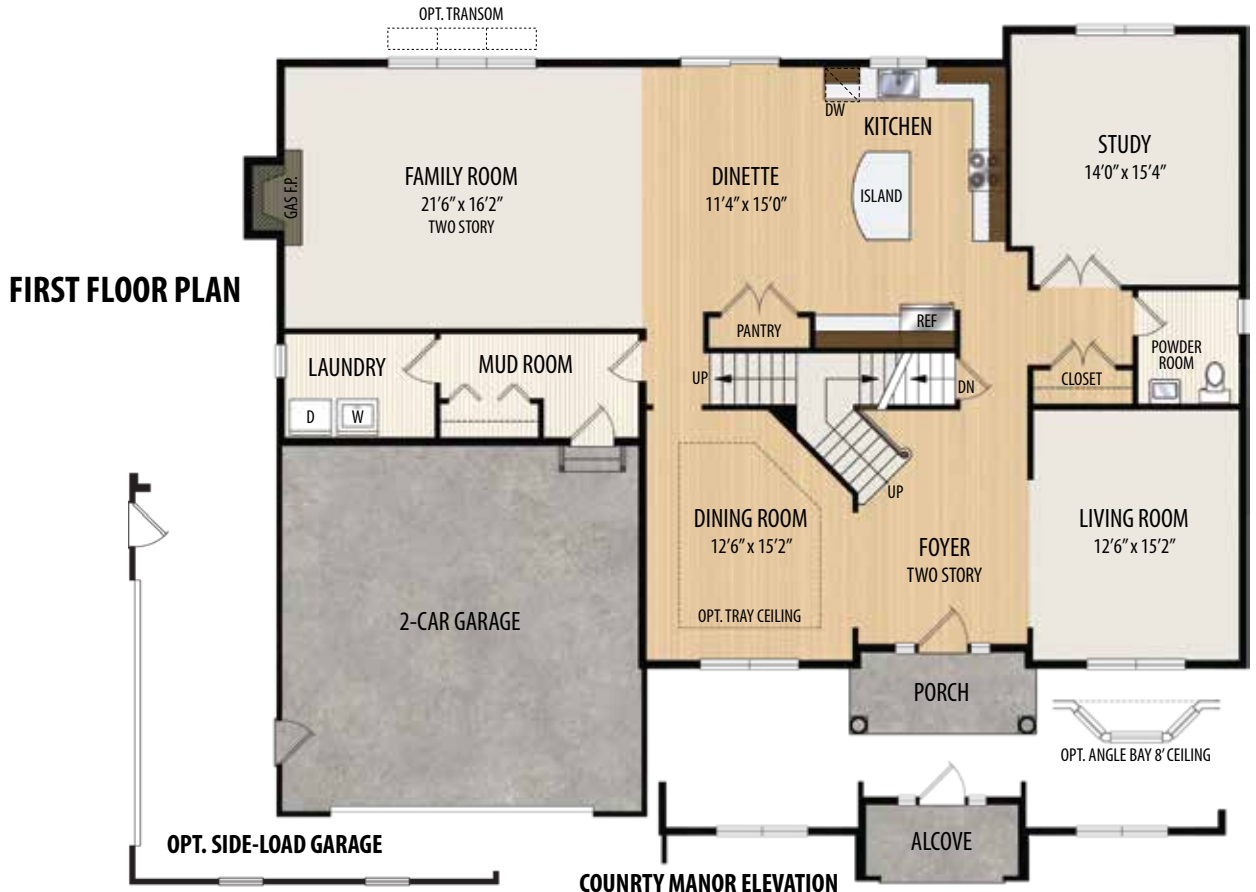 OPT. TRANSOM
FIRST FLOOR PLAN
GAS F.P.
FAMILY ROOM
21'6" x 16'2"
TWO STORY
DINETTE
11'4" x 15'0"
DW
KITCHEN
ISLAND
STUDY
14'0" x 15'4"
PANTRY
REF
LAUNDRY
D
W
MUD ROOM
UP
DN
CLOSET
POWDER
ROOM
UP
DINING ROOM
12'6" x 15'2"
OPT. TRAY CEILING
FOYER
TWO STORY
LIVING ROOM
12'6" x 15'2"
2-CAR GARAGE
PORCH
OPT. ANGLE BAY 8' CEILING
OPT. SIDE-LOAD GARAGE
ALCOVE
COUNRTY MANOR ELEVATION